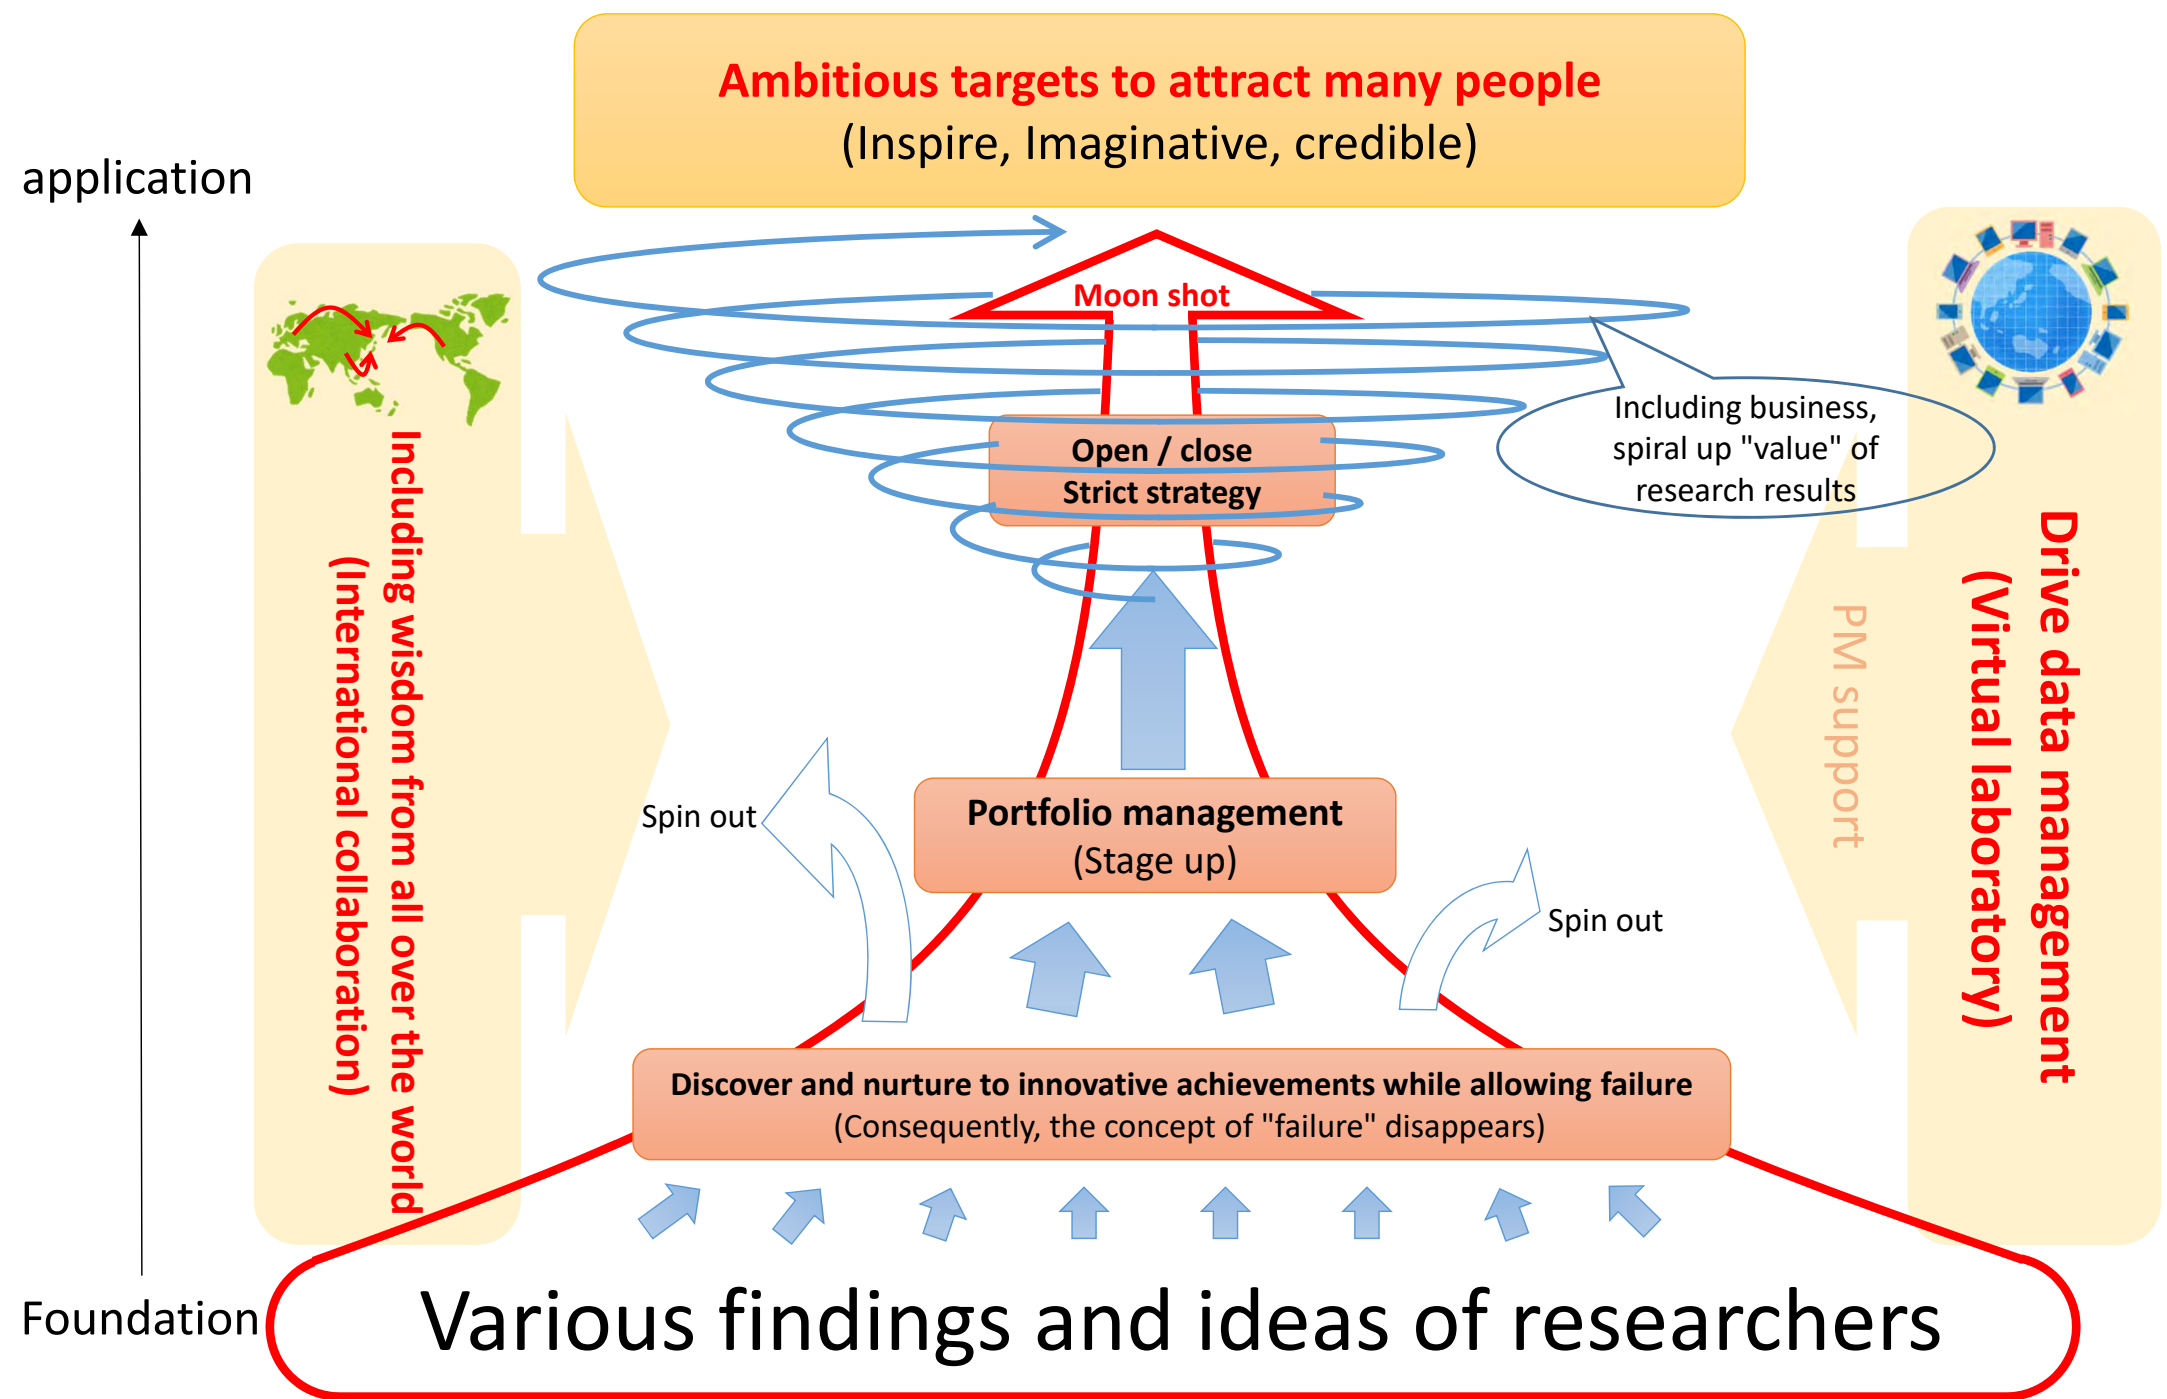 Ambitious targets to attract many people
(Inspire, Imaginative, credible)
application
Moon shot
Including business,
spiral up "value" of
research results
Open / close
Strict strategy
Including wisdom from all over the world
(International collaboration)
Drive data management
(Virtual laboratory)
PM support
Spin out
Portfolio management
(Stage up)
Spin out
Discover and nurture to innovative achievements while allowing failure
(Consequently, the concept of "failure" disappears)
Foundation
Various findings and ideas of researchers